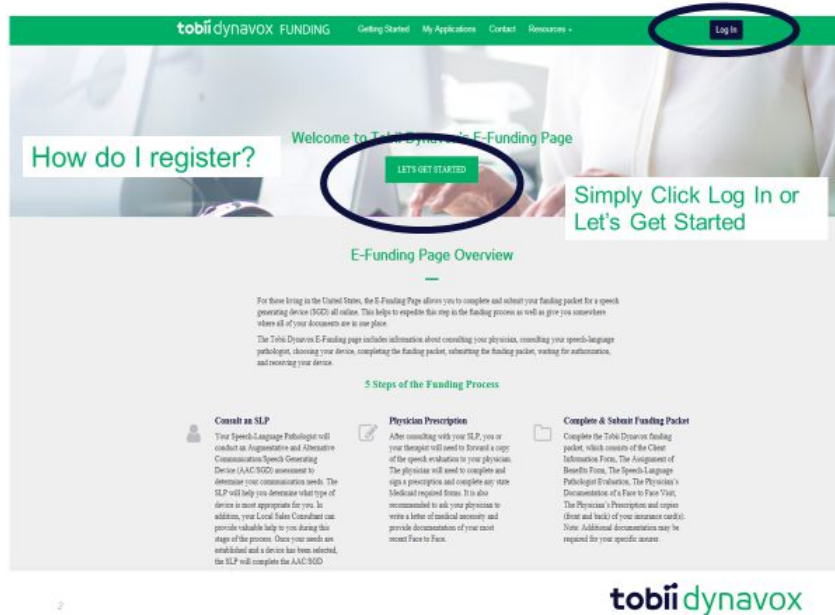 tobii dynavox FUNDING
Getting Started My Applications Contact Resources
Log In
Welcome to Tobii Dynavox's E-Funding Page
How do I register?
LET'S GET STARTED
Simply Click Log In or
Let's Get Started
E-Funding Page Overview
For those living in the United States, the E-Funding Page allows you to complete and submit your funding packet for a speech
generating device (SGD) all online. This helps to expedite this step in the funding process as well as give you somewhere
where all of your documents are in one place.
The Tobii Dynavox E-Funding page includes information about consulting your physician, consulting your speech-language
pathologist, choosing your device, completing the funding packet, submitting the funding packet, waiting for authorization,
and receiving your device.
5 Steps of the Funding Process
Consult an SLP
Your Speech-Language Pathologist will
conduct an Augmentative and Alternative
Communication/Speech Generating
Device (AAC/SGD) assessment to
determine your communication needs. The
SLP will help you determine what type of
device is most appropriate for you. In
addition, your Local Sales Consultant can
provide valuable help to you during this
stage of the process. Once your needs are
established and a device has been selected,
the SLP will complete the AAC/SGD
Physician Prescription
After consulting with your SLP, you or
your therapist will need to forward a copy
of the speech evaluation to your physician.
The physician will need to complete and
sign a prescription and complete any state
Medicaid required forms. It is also
recommended to ask your physician to
write a letter of medical necessity and
provide documentation of your most
recent Face to Face.
Complete & Submit Funding Packet
Complete the Tobii Dynavox funding
packet, which consists of the Client
Information Form, The Assignment of
Benefits Form, The Speech-Language
Pathologist Evaluation, The Physician's
Documentation of a Face to Face Visit,
The Physician's Prescription and copies
(front and back) of your insurance card(s).
Note: Additional documentation may be
required for your specific insurer.
2
tobii dynavox